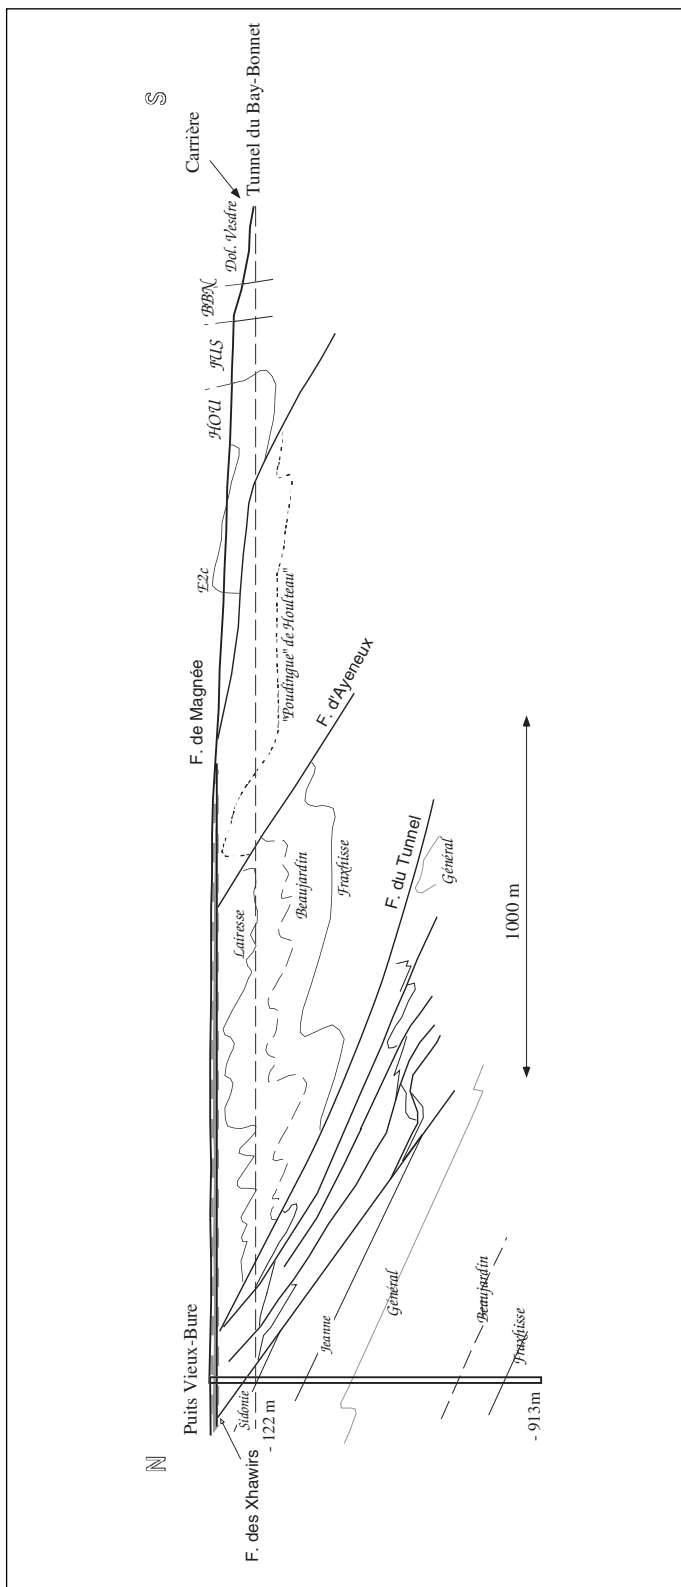 N
S
Puits Vieux-Bure
F. des Xhawirs
Sidonie
- 122 m
- 913m
Jeanne
Général
Beaujardin
Fraxhisse
F. de Magnée
Lairesse
Beaujardin
Fraxhisse
F. du Tunnel
Général
F. d'Ayeneux
"Poudingue" de Houlteau
1000 m
E2c
HOU
JUS
BBN
Dol. Vesdre
Carrière
Tunnel du Bay-Bonnet